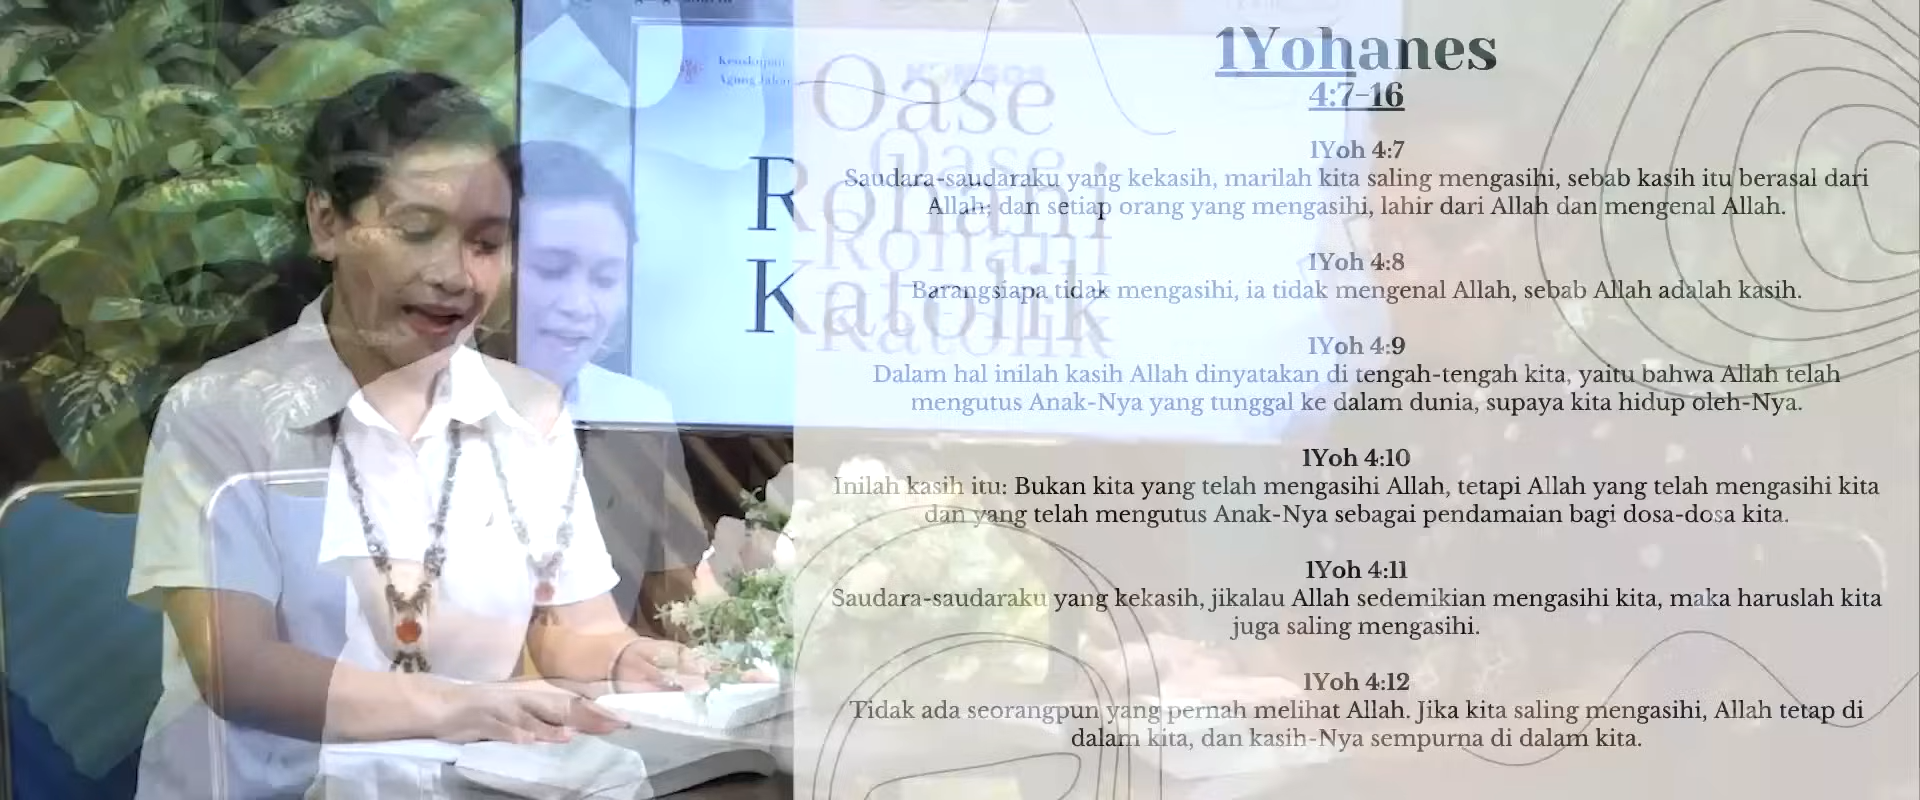 Keuskupan
Agung Jakar
KOMSOS
Oase
Rohani
Katolik
Oase
Rohani
Katolik
1Yohanes
4:7-16
1Yoh 4:7
Saudara-saudaraku yang kekasih, marilah kita saling mengasihi, sebab kasih itu berasal dari
Allah; dan setiap orang yang mengasihi, lahir dari Allah dan mengenal Allah.
1Yoh 4:8
Barangsiapa tidak mengasihi, ia tidak mengenal Allah, sebab Allah adalah kasih.
1Yoh 4:9
Dalam hal inilah kasih Allah dinyatakan di tengah-tengah kita, yaitu bahwa Allah telah
mengutus Anak-Nya yang tunggal ke dalam dunia, supaya kita hidup oleh-Nya.
1Yoh 4:10
Inilah kasih itu: Bukan kita yang telah mengasihi Allah, tetapi Allah yang telah mengasihi kita
dan yang telah mengutus Anak-Nya sebagai pendamaian bagi dosa-dosa kita.
1Yoh 4:11
Saudara-saudaraku yang kekasih, jikalau Allah sedemikian mengasihi kita, maka haruslah kita
juga saling mengasihi.
1Yoh 4:12
Tidak ada seorangpun yang pernah melihat Allah. Jika kita saling mengasihi, Allah tetap di
dalam kita, dan kasih-Nya sempurna di dalam kita.